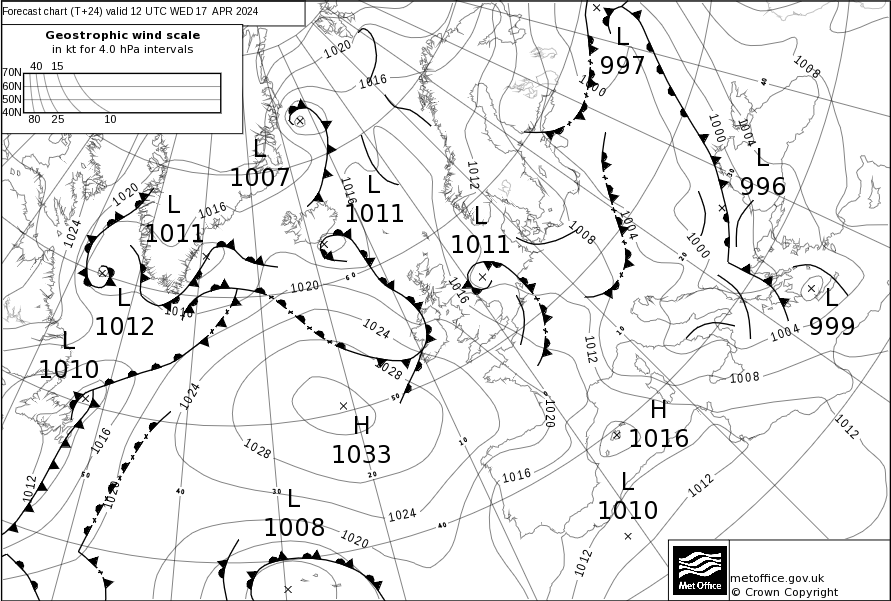 Forecast chart (T+24) valid 12 UTC WED 17 APR 2024
Geostrophic wind scale
in kt for 4.0 hPa intervals
40 15
70N
60N
50N
40N
80 25 10
1020
1016
L
997
1008
1000
40
1000
1004
L
1007
L
996
30
1020
L
1011
1016
1016
L
1011
1012
L
1011
1008
1004
1000
20
1024
L
1012
1016
1020
60
1016
L
999
1004
10
L
1010
1024
1028
1012
1008
1024
50
0
1020
H
1033
H
1016
1012
1016
1028
10
50
1012
1020
40
30
20
1016
L
1010
1012
L
1008
1024
40
1020
1012
Met Office
metoffice.gov.uk
© Crown Copyright